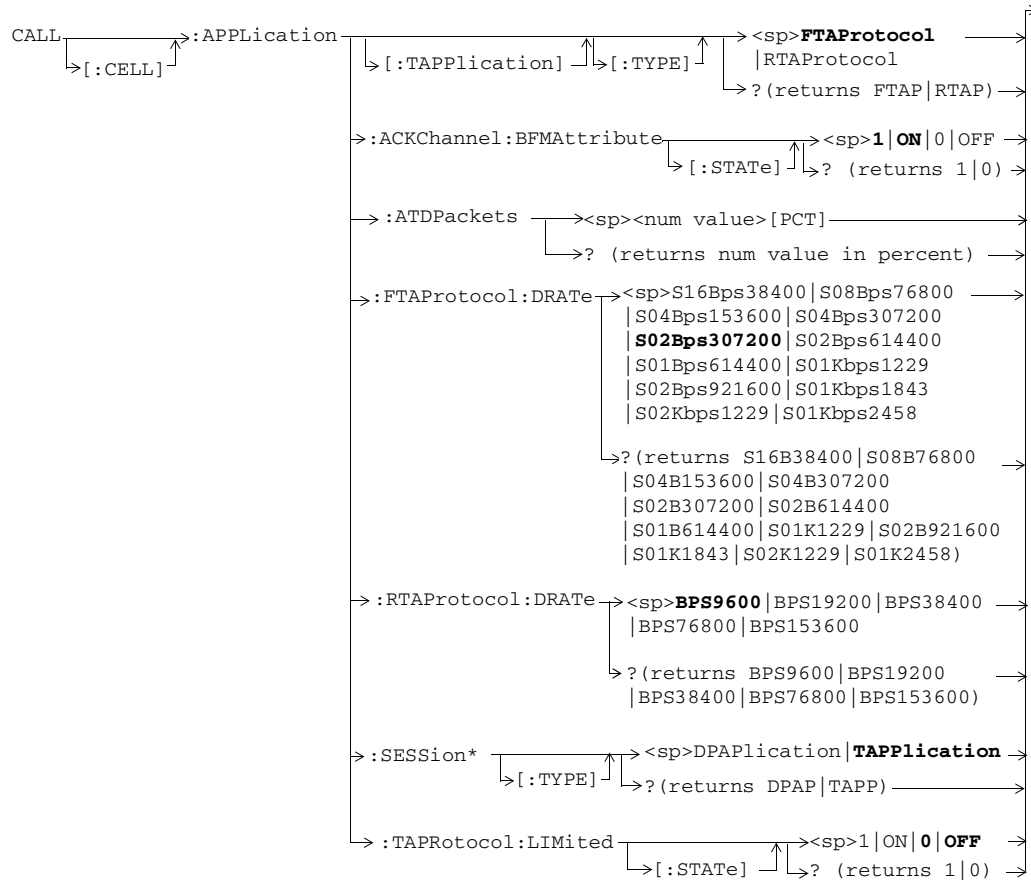 CALL
[:CELL]
:APPLication
[:TAPPlication]
[:TYPE]
<sp>FTAProtocol
|RTAProtocol
?(returns FTAP|RTAP)
:ACKChannel:BFMAttribute
[:STATe]
<sp>1|ON|0|OFF
? (returns 1|0)
:ATDPackets
<sp><num value>[PCT]
? (returns num value in percent)
:FTAProtocol:DRATe
<sp>S16Bps38400|S08Bps76800
|S04Bps153600|S04Bps307200
|S02Bps307200|S02Bps614400
|S01Bps614400|S01Kbps1229
|S02Bps921600|S01Kbps1843
|S02Kbps1229|S01Kbps2458
?(returns S16B38400|S08B76800
|S04B153600|S04B307200
|S02B307200|S02B614400
|S01B614400|S01K1229|S02B921600
|S01K1843|S02K1229|S01K2458)
:RTAProtocol:DRATe
<sp>BPS9600|BPS19200|BPS38400
|BPS76800|BPS153600
?(returns BPS9600|BPS19200
|BPS38400|BPS76800|BPS153600)
:SESSion*
[:TYPE]
<sp>DPAPlication|TAPPlication
?(returns DPAP|TAPP)
:TAPRotocol:LIMited
[:STATe]
<sp>1|ON|0|OFF
? (returns 1|0)